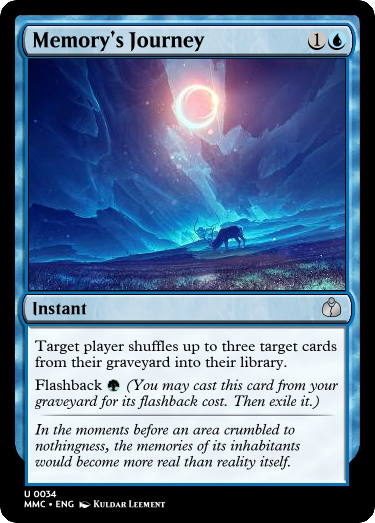 Memory's Journey 1
Instant
Target player shuffles up to three target cards
from their graveyard into their library.
Flashback (You may cast this card from your
graveyard for its flashback cost. Then exile it.)
In the moments before an area crumbled to
nothingness, the memories of its inhabitants
would become more real than reality itself.
U 0034
MMC • ENG Kuldar Leement